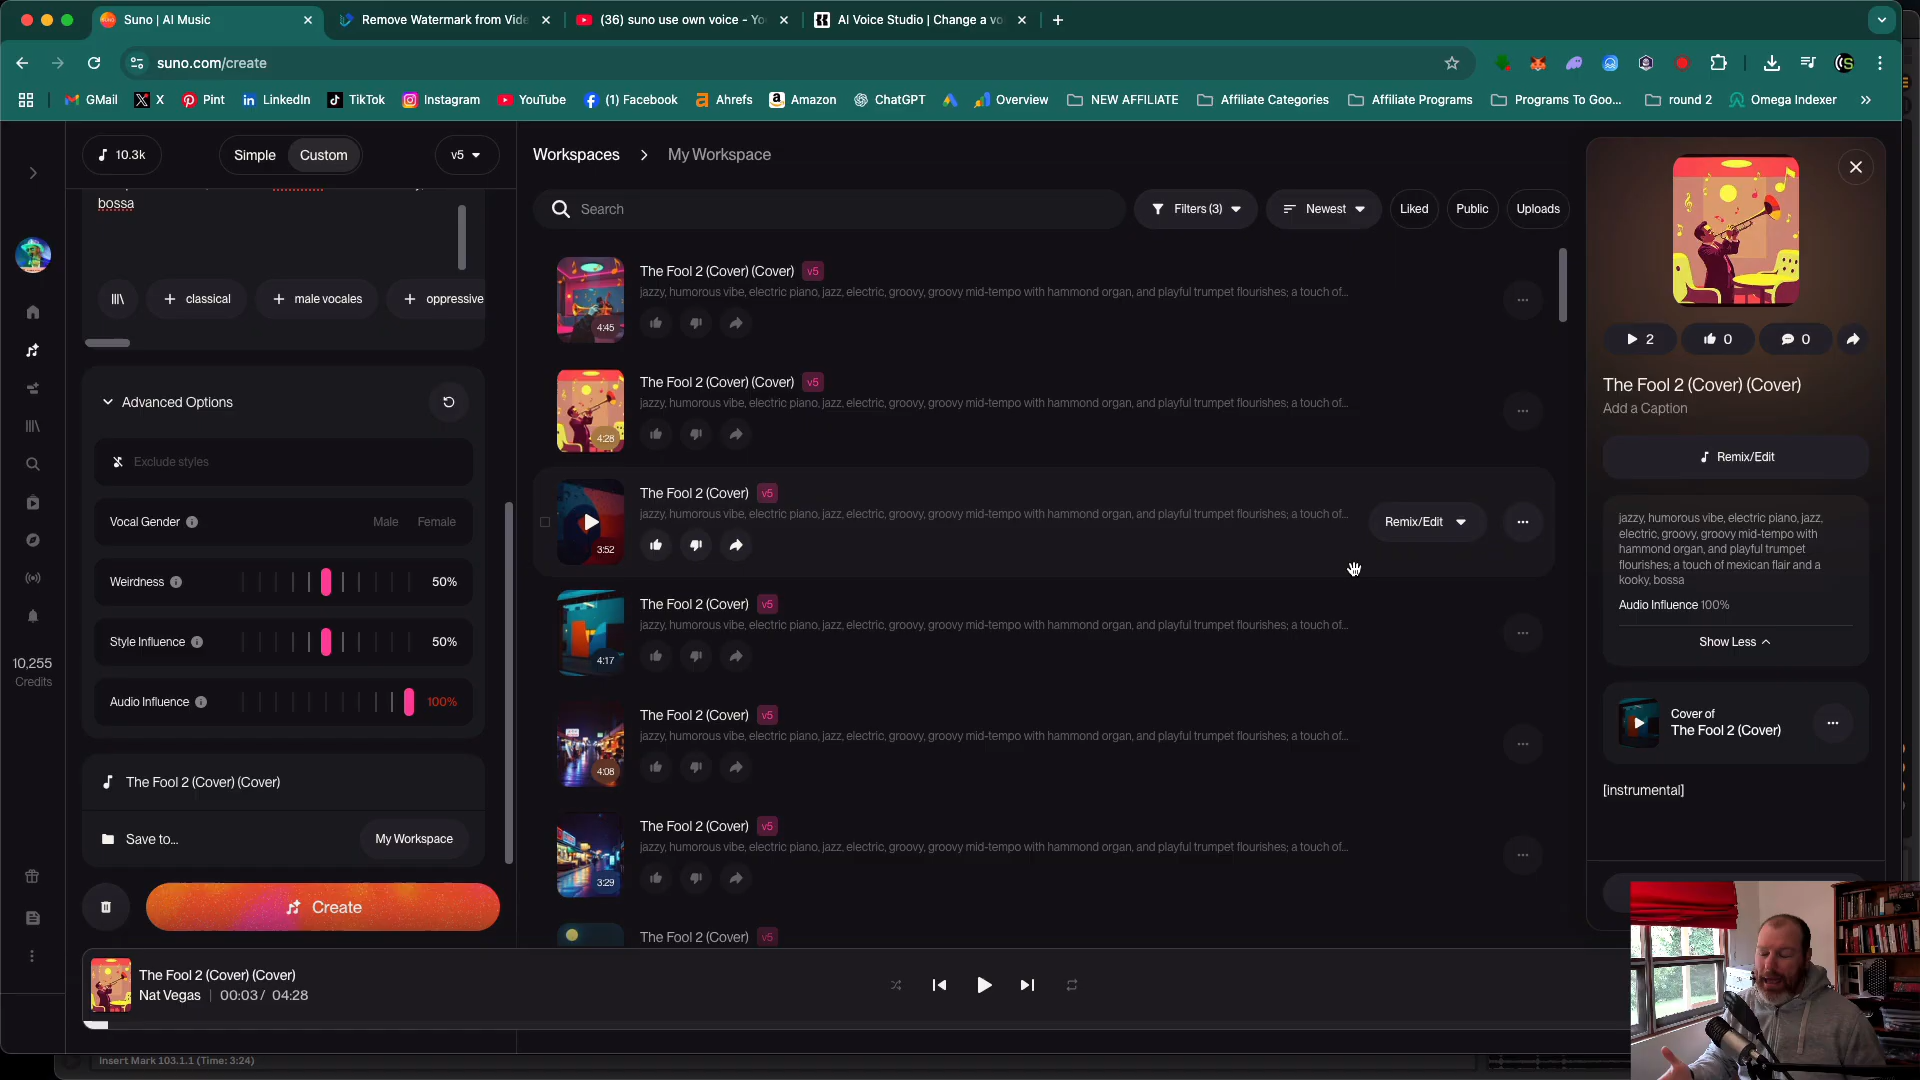 Suno | AI Music
Remove Watermark from Vide
(36) suno use own voice - Yo
AI Voice Studio | Change a vo
suno.com/create
GMail
X
Pint
LinkedIn
TikTok
Instagram
YouTube
(1) Facebook
Ahrefs
Amazon
ChatGPT
Overview
NEW AFFILIATE
Affiliate Categories
Affiliate Programs
Programs To Goo...
round 2
Omega Indexer
10.3k
Simple
Custom
v5
bossa
classical
male vocales
oppressive
Advanced Options
Exclude styles
Vocal Gender
Male
Female
Weirdness
50%
Style Influence
50%
Audio Influence
100%
The Fool 2 (Cover) (Cover)
Save to...
My Workspace
Create
10,255
Credits
Workspaces
My Workspace
Search
Filters (3)
Newest
Liked
Public
Uploads
The Fool 2 (Cover) (Cover) v5
jazzy, humorous vibe, electric piano, jazz, electric, groovy, groovy mid-tempo with hammond organ, and playful trumpet flourishes; a touch of...
4:45
The Fool 2 (Cover) (Cover) v5
jazzy, humorous vibe, electric piano, jazz, electric, groovy, groovy mid-tempo with hammond organ, and playful trumpet flourishes; a touch of...
4:28
The Fool 2 (Cover) v5
jazzy, humorous vibe, electric piano, jazz, electric, groovy, groovy mid-tempo with hammond organ, and playful trumpet flourishes; a touch of...
3:52
Remix/Edit
The Fool 2 (Cover) v5
jazzy, humorous vibe, electric piano, jazz, electric, groovy, groovy mid-tempo with hammond organ, and playful trumpet flourishes; a touch of...
4:17
The Fool 2 (Cover) v5
jazzy, humorous vibe, electric piano, jazz, electric, groovy, groovy mid-tempo with hammond organ, and playful trumpet flourishes; a touch of...
4:08
The Fool 2 (Cover) v5
jazzy, humorous vibe, electric piano, jazz, electric, groovy, groovy mid-tempo with hammond organ, and playful trumpet flourishes; a touch of...
3:29
The Fool 2 (Cover) v5
2
0
0
The Fool 2 (Cover) (Cover)
Add a Caption
Remix/Edit
jazzy, humorous vibe, electric piano, jazz,
electric, groovy, groovy mid-tempo with
hammond organ, and playful trumpet
flourishes; a touch of mexican flair and a
kooky, bossa
Audio Influence 100%
Show Less
Cover of
The Fool 2 (Cover)
[instrumental]
The Fool 2 (Cover) (Cover)
Nat Vegas
00:03 / 04:28
Insert Mark 103.1.1 (Time: 3:24)